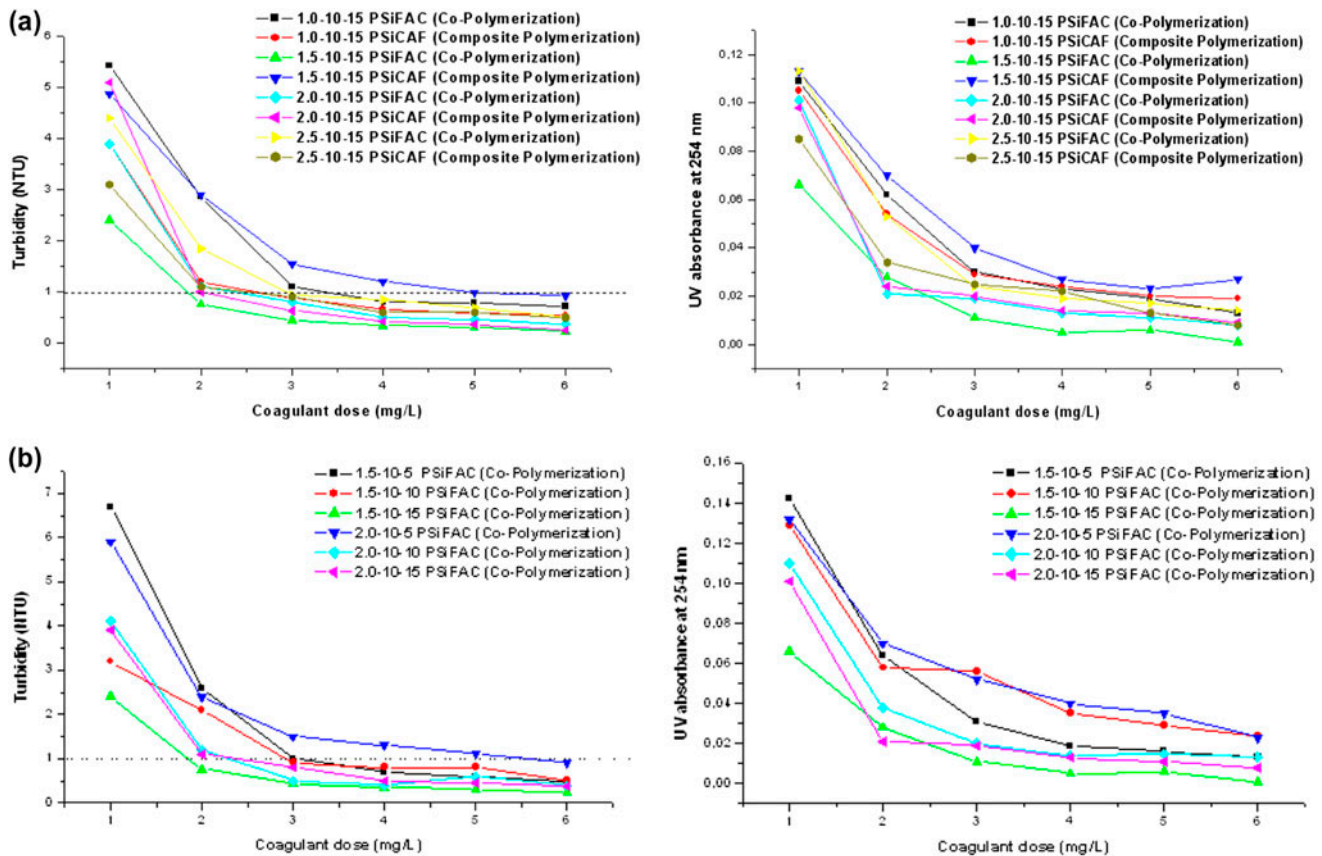 (a)
1.0-10-15 PSiFAC (Co-Polymerization)
1.0-10-15 PSiCAF (Composite Polymerization)
1.5-10-15 PSiFAC (Co-Polymerization)
1.5-10-15 PSiCAF (Composite Polymerization)
2.0-10-15 PSiFAC (Co-Polymerization)
2.0-10-15 PSiCAF (Composite Polymerization)
2.5-10-15 PSiFAC (Co-Polymerization)
2.5-10-15 PSiCAF (Composite Polymerization)
Turbidity (NTU)
6
5
4
3
2
1
0
1 2 3 4 5 6
Coagulant dose (mg/L)
1.0-10-15 PSiFAC (Co-Polymerization)
1.0-10-15 PSiCAF (Composite Polymerization)
1.5-10-15 PSiFAC (Co-Polymerization)
1.5-10-15 PSiCAF (Composite Polymerization)
2.0-10-15 PSiFAC (Co-Polymerization)
2.0-10-15 PSiCAF (Composite Polymerization)
2.5-10-15 PSiFAC (Co-Polymerization)
2.5-10-15 PSiCAF (Composite Polymerization)
UV absorbance at 254 nm
0,12
0,10
0,08
0,06
0,04
0,02
0,00
1 2 3 4 5 6
Coagulant dose (mg/L)
(b)
1.5-10-5 PSiFAC (Co-Polymerization)
1.5-10-10 PSiFAC (Co-Polymerization)
1.5-10-15 PSiFAC (Co-Polymerization)
2.0-10-5 PSiFAC (Co-Polymerization)
2.0-10-10 PSiFAC (Co-Polymerization)
2.0-10-15 PSiFAC (Co-Polymerization)
Turbidity (NTU)
7
6
5
4
3
2
1
0
1 2 3 4 5 6
Coagulant dose (mg/L)
1.5-10-5 PSiFAC (Co-Polymerization)
1.5-10-10 PSiFAC (Co-Polymerization)
1.5-10-15 PSiFAC (Co-Polymerization)
2.0-10-5 PSiFAC (Co-Polymerization)
2.0-10-10 PSiFAC (Co-Polymerization)
2.0-10-15 PSiFAC (Co-Polymerization)
UV absorbance at 254 nm
0,16
0,14
0,12
0,10
0,08
0,06
0,04
0,02
0,00
1 2 3 4 5 6
Coagulant dose (mg/L)